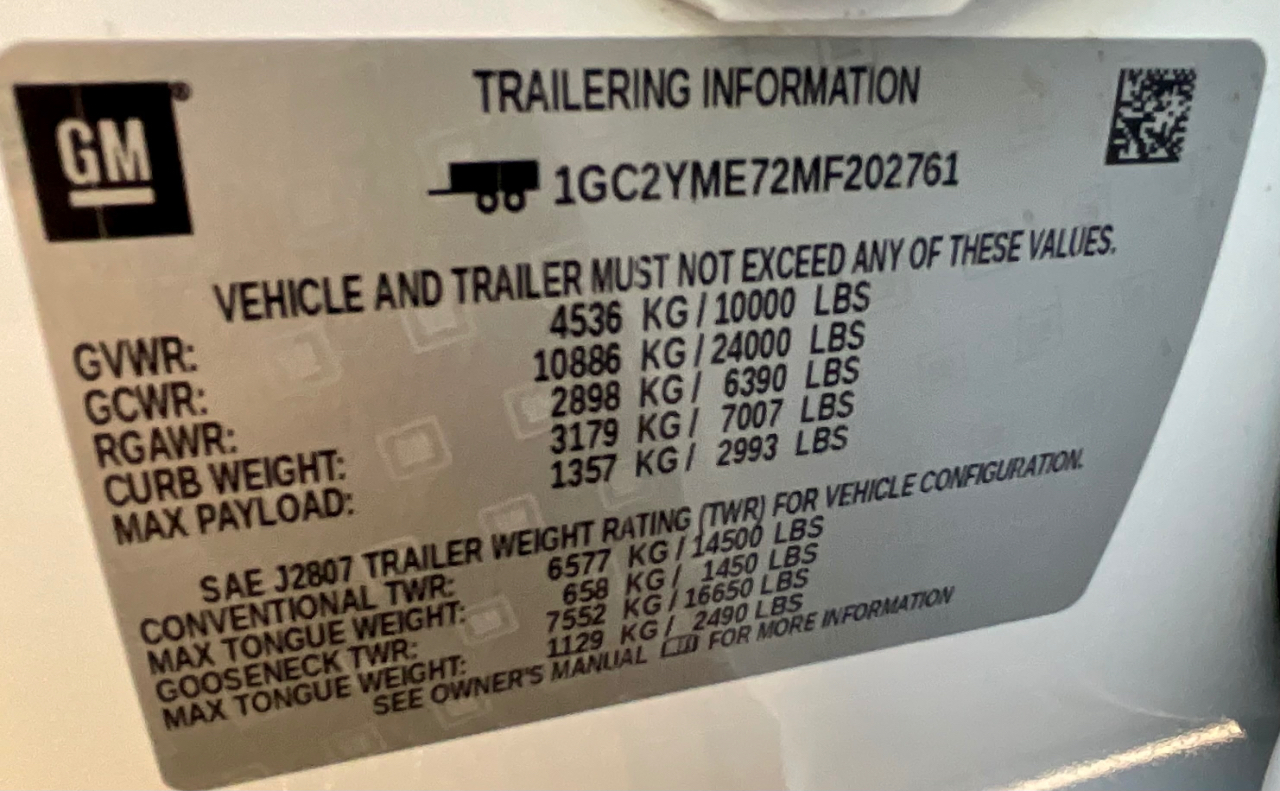 GM®
TRAILERING INFORMATION
1GC2YME72MF202761
VEHICLE AND TRAILER MUST NOT EXCEED ANY OF THESE VALUES.
GVWR: 4536 KG / 10000 LBS
GCWR: 10886 KG / 24000 LBS
RGAWR: 2898 KG / 6390 LBS
CURB WEIGHT: 3179 KG / 7007 LBS
MAX PAYLOAD: 1357 KG / 2993 LBS
SAE J2807 TRAILER WEIGHT RATING (TWR) FOR VEHICLE CONFIGURATION.
CONVENTIONAL TWR: 6577 KG / 14500 LBS
MAX TONGUE WEIGHT: 658 KG / 1450 LBS
GOOSENECK TWR: 7552 KG / 16650 LBS
MAX TONGUE WEIGHT: 1129 KG / 2490 LBS
SEE OWNER'S MANUAL FOR MORE INFORMATION